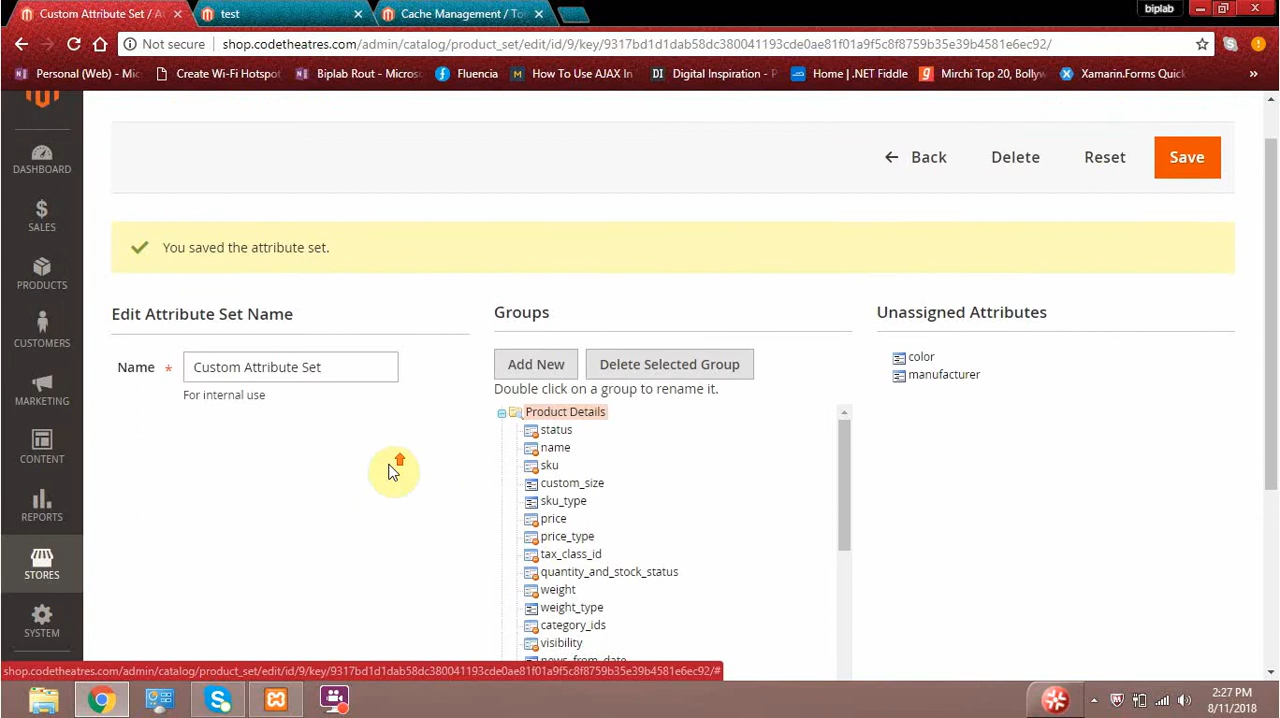 biplab
Custom Attribute Set / A
test
Cache Management / To
Not secure
shop.codetheatres.com/admin/catalog/product_set/edit/id/9/key/9317bd1d1dab58dc380041193cde0ae81f01a9f5c8f8759b35e39b4581e6ec92/
Personal (Web) - Mic
Create Wi-Fi Hotspot
Biplab Rout - Micros
Fluencia
How To Use AJAX In
Digital Inspiration - P
Home | .NET Fiddle
Mirchi Top 20, Bollyw
Xamarin.Forms Quick
»
DASHBOARD
SALES
PRODUCTS
CUSTOMERS
MARKETING
CONTENT
REPORTS
STORES
SYSTEM
Back
Delete
Reset
Save
You saved the attribute set.
Edit Attribute Set Name
Name *
Custom Attribute Set
For internal use
Groups
Add New
Delete Selected Group
Double click on a group to rename it.
Product Details
status
name
sku
custom_size
sku_type
price
price_type
tax_class_id
quantity_and_stock_status
weight
weight_type
category_ids
visibility
news_from_date
Unassigned Attributes
color
manufacturer
shop.codetheatres.com/admin/catalog/product_set/edit/id/9/key/9317bd1d1dab58dc380041193cde0ae81f01a9f5c8f8759b35e39b4581e6ec92/#
2:27 PM
8/11/2018